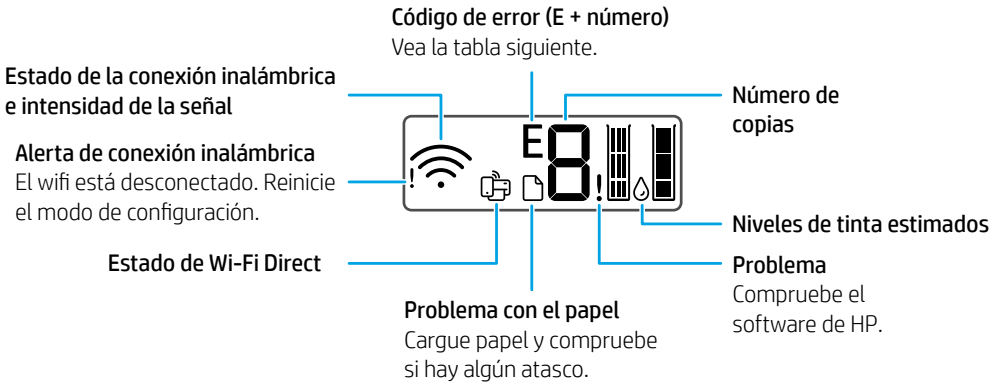 Código de error (E + número)
Vea la tabla siguiente.
Estado de la conexión inalámbrica
e intensidad de la señal
Número de
copias
Alerta de conexión inalámbrica
El wifi está desconectado. Reinicie
el modo de configuración.
E 8 !
!
Niveles de tinta estimados
Estado de Wi-Fi Direct
Problema
Compruebe el
software de HP.
Problema con el papel
Cargue papel y compruebe
si hay algún atasco.